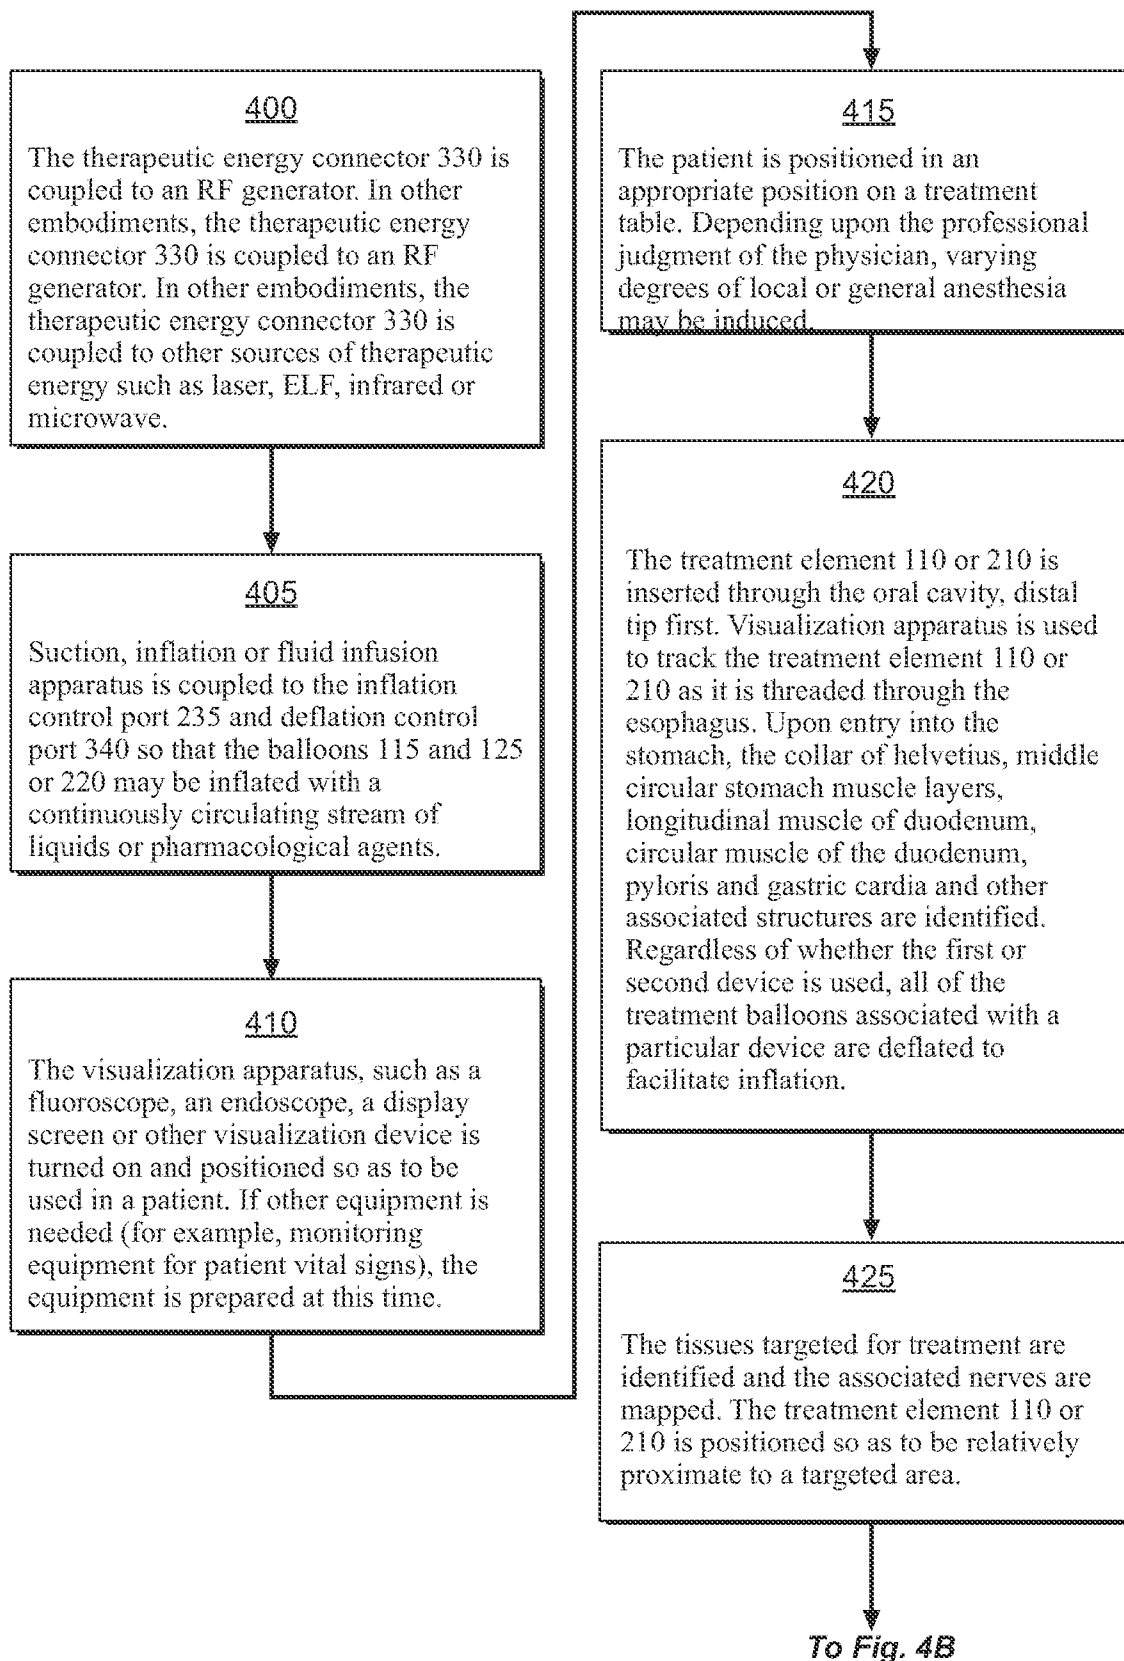 400
The therapeutic energy connector 330 is
coupled to an RF generator. In other
embodiments, the therapeutic energy
connector 330 is coupled to an RF
generator. In other embodiments, the
therapeutic energy connector 330 is
coupled to other sources of therapeutic
energy such as laser, ELF, infrared or
microwave.
405
Suction, inflation or fluid infusion
apparatus is coupled to the inflation
control port 235 and deflation control
port 340 so that the balloons 115 and 125
or 220 may be inflated with a
continuously circulating stream of
liquids or pharmacological agents.
410
The visualization apparatus, such as a
fluoroscope, an endoscope, a display
screen or other visualization device is
turned on and positioned so as to be
used in a patient. If other equipment is
needed (for example, monitoring
equipment for patient vital signs), the
equipment is prepared at this time.
415
The patient is positioned in an
appropriate position on a treatment
table. Depending upon the professional
judgment of the physician, varying
degrees of local or general anesthesia
may be induced.
420
The treatment element 110 or 210 is
inserted through the oral cavity, distal
tip first. Visualization apparatus is used
to track the treatment element 110 or
210 as it is threaded through the
esophagus. Upon entry into the
stomach, the collar of helvetius, middle
circular stomach muscle layers,
longitudinal muscle of duodenum,
circular muscle of the duodenum,
pyloris and gastric cardia and other
associated structures are identified.
Regardless of whether the first or
second device is used, all of the
treatment balloons associated with a
particular device are deflated to
facilitate inflation.
425
The tissues targeted for treatment are
identified and the associated nerves are
mapped. The treatment element 110 or
210 is positioned so as to be relatively
proximate to a targeted area.
To Fig. 4B